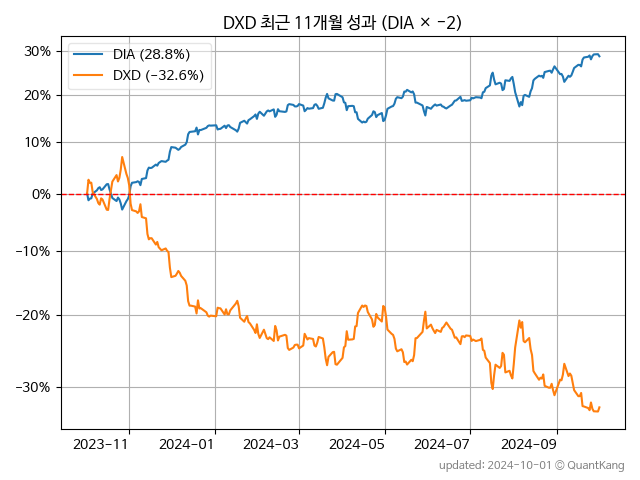 DXD 최근 11개월 성과 (DIA × −2)
DIA (28.8%)
DXD (−32.6%)
30%
20%
10%
0%
−10%
−20%
−30%
2023−11 2024−01 2024−03 2024−05 2024−07 2024−09
updated: 2024-10-01 © QuantKang